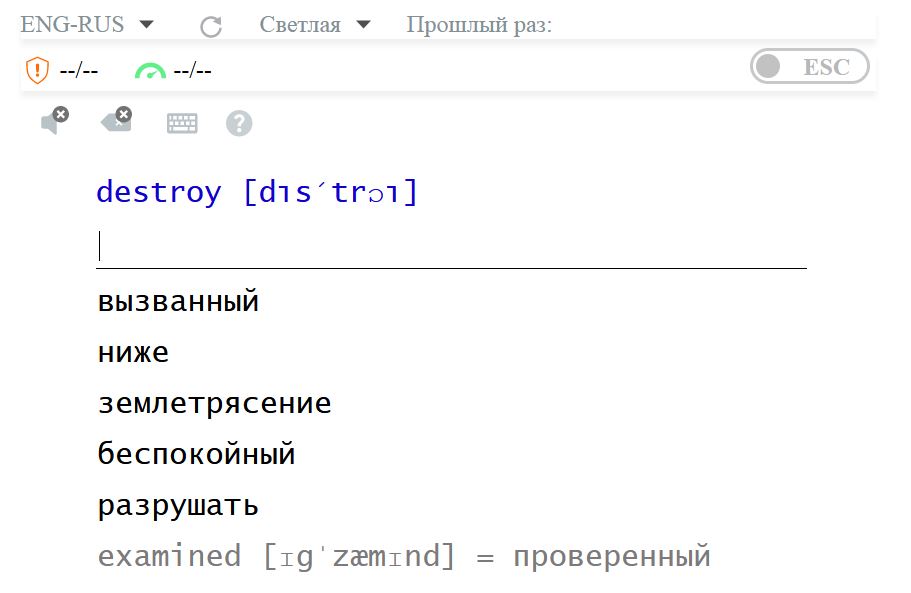 ENG-RUS Светлая Прошлый раз:
--/-- --/-- ESC
destroy [dɪsˊtrɔɪ]
вызванный
ниже
землетрясение
беспокойный
разрушать
examined [ɪgˈzæmɪnd] = проверенный